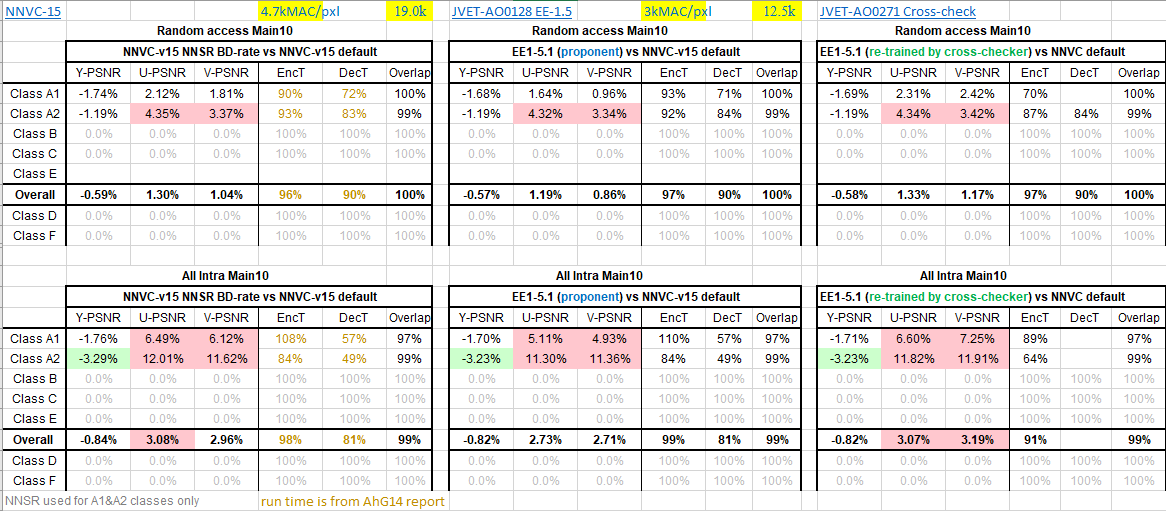 NNVC-15 4.7kMAC/pxl 19.0k JVET-AO0128 EE-1.5 3kMAC/pxl 12.5k JVET-AO0271 Cross-check
Random access Main10 Random access Main10 Random access Main10
NNVC-v15 NNSR BD-rate vs NNVC-v15 default EE1-5.1 (proponent) vs NNVC-v15 default EE1-5.1 (re-trained by cross-checker) vs NNVC default
Y-PSNR U-PSNR V-PSNR EncT DecT Overlap Y-PSNR U-PSNR V-PSNR EncT DecT Overlap Y-PSNR U-PSNR V-PSNR EncT DecT Overlap
Class A1 -1.74% 2.12% 1.81% 90% 72% 100% -1.68% 1.64% 0.96% 93% 71% 100% -1.69% 2.31% 2.42% 70% 100%
Class A2 -1.19% 4.35% 3.37% 93% 83% 99% -1.19% 4.32% 3.34% 92% 84% 99% -1.19% 4.34% 3.42% 87% 84% 99%
Class B 0.0% 0.0% 0.0% 100% 100% 100% 0.0% 0.0% 0.0% 100% 100% 100% 0.0% 0.0% 0.0% 100% 100% 100%
Class C 0.0% 0.0% 0.0% 100% 100% 100% 0.0% 0.0% 0.0% 100% 100% 100% 0.0% 0.0% 0.0% 100% 100% 100%
Class E
Overall -0.59% 1.30% 1.04% 96% 90% 100% -0.57% 1.19% 0.86% 97% 90% 100% -0.58% 1.33% 1.17% 97% 90% 100%
Class D 0.0% 0.0% 0.0% 100% 100% 100% 0.0% 0.0% 0.0% 100% 100% 100% 0.0% 0.0% 0.0% 100% 100% 100%
Class F 0.0% 0.0% 0.0% 100% 100% 100% 0.0% 0.0% 0.0% 100% 100% 100% 0.0% 0.0% 0.0% 100% 100% 100%
All Intra Main10 All Intra Main10 All Intra Main10
NNVC-v15 NNSR BD-rate vs NNVC-v15 default EE1-5.1 (proponent) vs NNVC-v15 default EE1-5.1 (re-trained by cross-checker) vs NNVC default
Y-PSNR U-PSNR V-PSNR EncT DecT Overlap Y-PSNR U-PSNR V-PSNR EncT DecT Overlap Y-PSNR U-PSNR V-PSNR EncT DecT Overlap
Class A1 -1.76% 6.49% 6.12% 108% 57% 97% -1.70% 5.11% 4.93% 110% 57% 97% -1.71% 6.60% 7.25% 89% 97%
Class A2 -3.29% 12.01% 11.62% 84% 49% 99% -3.23% 11.30% 11.36% 84% 49% 99% -3.23% 11.82% 11.91% 64% 99%
Class B 0.0% 0.0% 0.0% 100% 100% 100% 0.0% 0.0% 0.0% 100% 100% 100% 0.0% 0.0% 0.0% 100% 100% 100%
Class C 0.0% 0.0% 0.0% 100% 100% 100% 0.0% 0.0% 0.0% 100% 100% 100% 0.0% 0.0% 0.0% 100% 100% 100%
Class E 0.0% 0.0% 0.0% 100% 100% 100% 0.0% 0.0% 0.0% 100% 100% 100% 0.0% 0.0% 0.0% 100% 100% 100%
Overall -0.84% 3.08% 2.96% 98% 81% 99% -0.82% 2.73% 2.71% 99% 81% 99% -0.82% 3.07% 3.19% 91% 99%
Class D 0.0% 0.0% 0.0% 100% 100% 100% 0.0% 0.0% 0.0% 100% 100% 100% 0.0% 0.0% 0.0% 100% 100% 100%
Class F 0.0% 0.0% 0.0% 100% 100% 100% 0.0% 0.0% 0.0% 100% 100% 100% 0.0% 0.0% 0.0% 100% 100% 100%
NNSR used for A1&A2 classes only run time is from AhG14 report